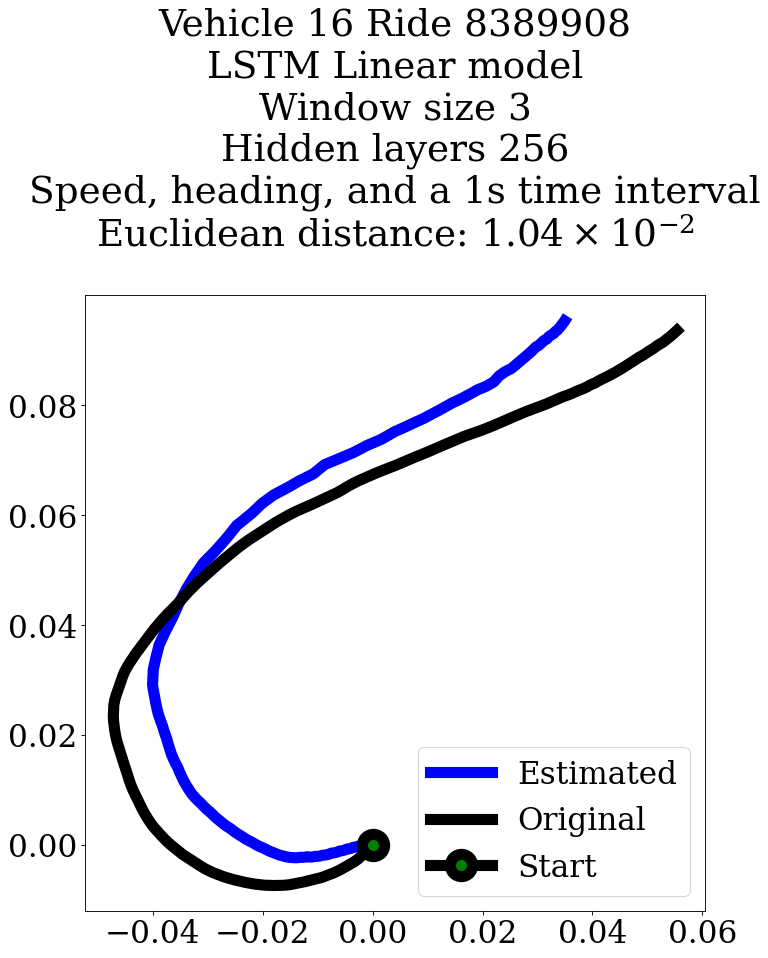 Vehicle 16 Ride 8389908
LSTM Linear model
Window size 3
Hidden layers 256
Speed, heading, and a 1s time interval
Euclidean distance: 1.04 × 10⁻²
0.08
0.06
0.04
0.02
0.00
Estimated
Original
Start
−0.04 −0.02 0.00 0.02 0.04 0.06